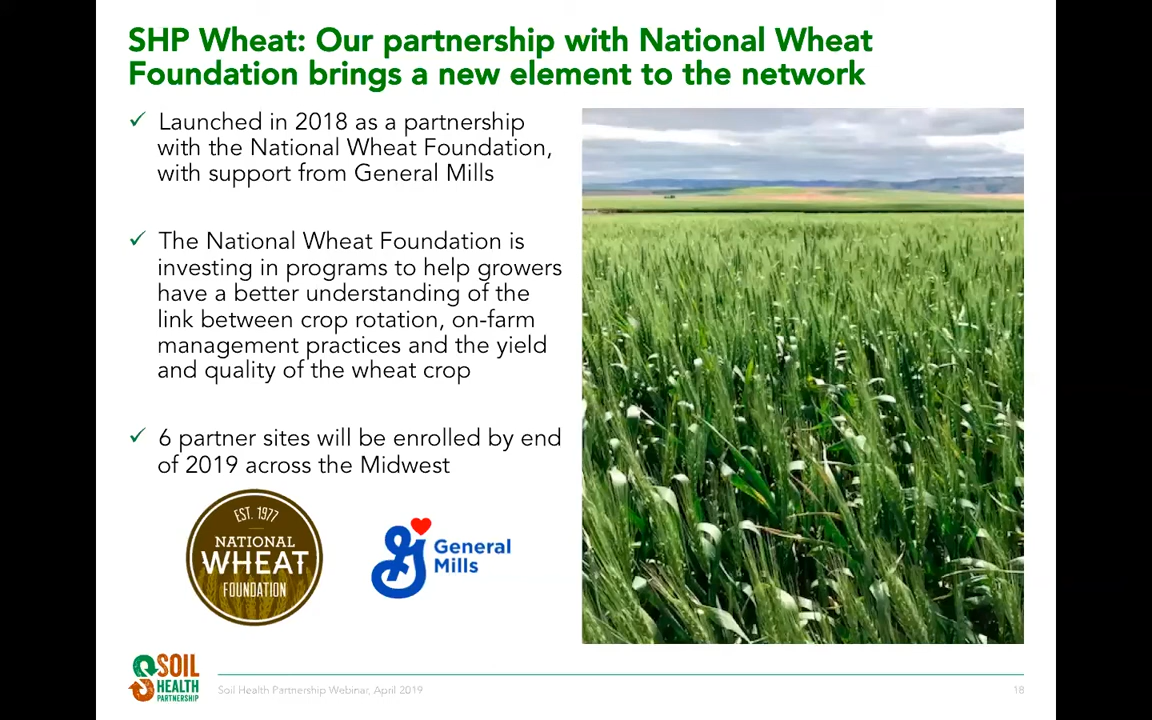 SHP Wheat: Our partnership with National Wheat
Foundation brings a new element to the network
✓ Launched in 2018 as a partnership
with the National Wheat Foundation,
with support from General Mills
✓ The National Wheat Foundation is
investing in programs to help growers
have a better understanding of the
link between crop rotation, on-farm
management practices and the yield
and quality of the wheat crop
✓ 6 partner sites will be enrolled by end
of 2019 across the Midwest
EST. 1977
NATIONAL
WHEAT
FOUNDATION
General
Mills
SOIL
HEALTH
PARTNERSHIP
Soil Health Partnership Webinar, April 2019
18